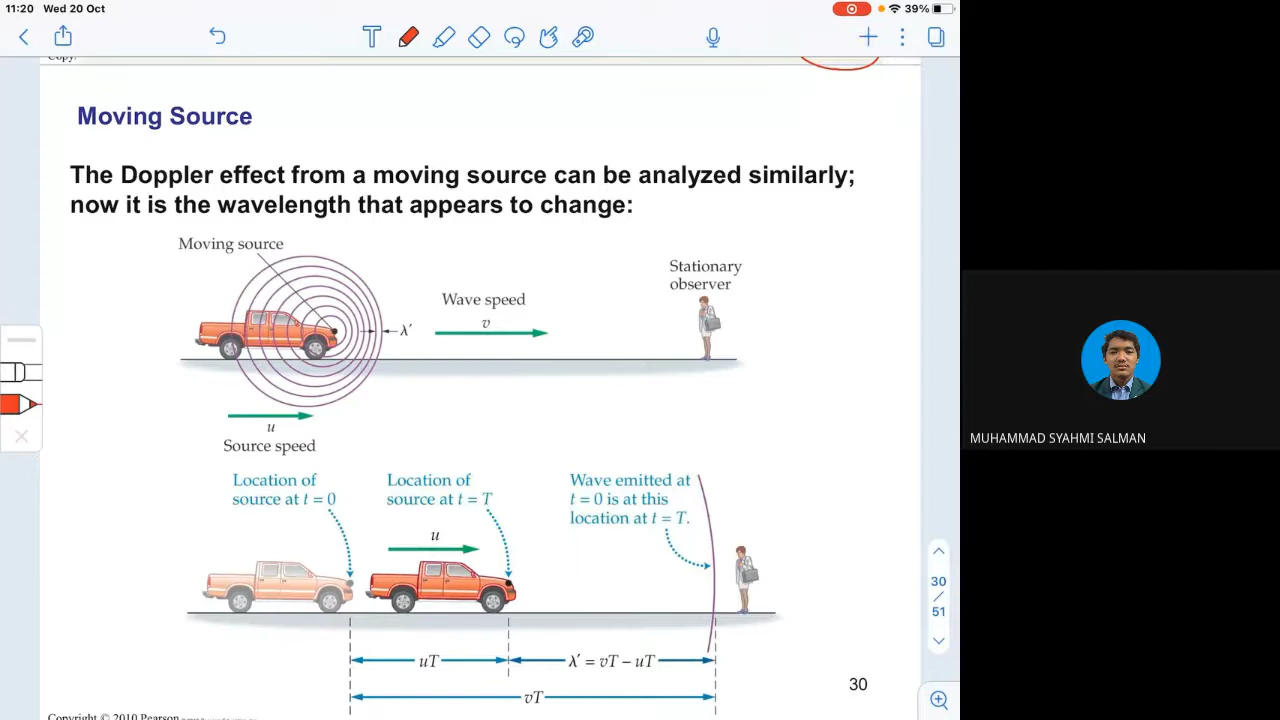 11:20 Wed 20 Oct
39%
Copy.
Moving Source
The Doppler effect from a moving source can be analyzed similarly;
now it is the wavelength that appears to change:
Moving source
Stationary
observer
Wave speed
v
λ′
u
Source speed
Location of
source at t = 0
Location of
source at t = T
Wave emitted at
t = 0 is at this
location at t = T.
u
uT
λ′ = vT – uT
vT
30
Copyright © 2010 Pearson
30
/
51
MUHAMMAD SYAHMI SALMAN